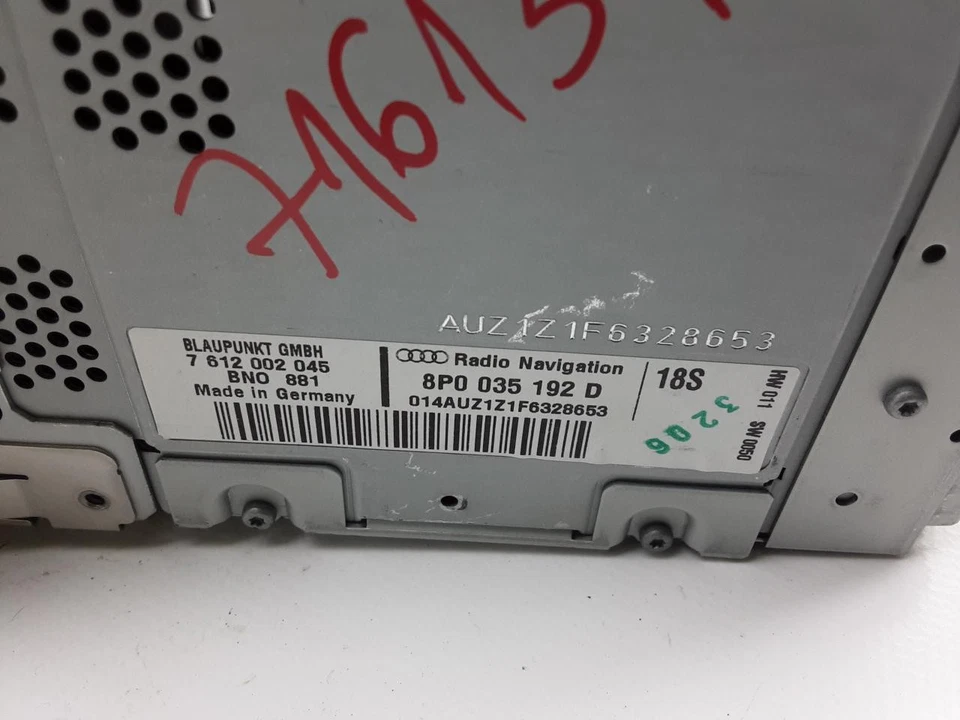 71615
AUZ1Z1F6328653
BLAUPUNKT GMBH
7 612 002 045
BNO 881
Made in Germany
Radio Navigation
8P0 035 192 D
014AUZ1Z1F6328653
18S
3206
HW 011 SW 0050